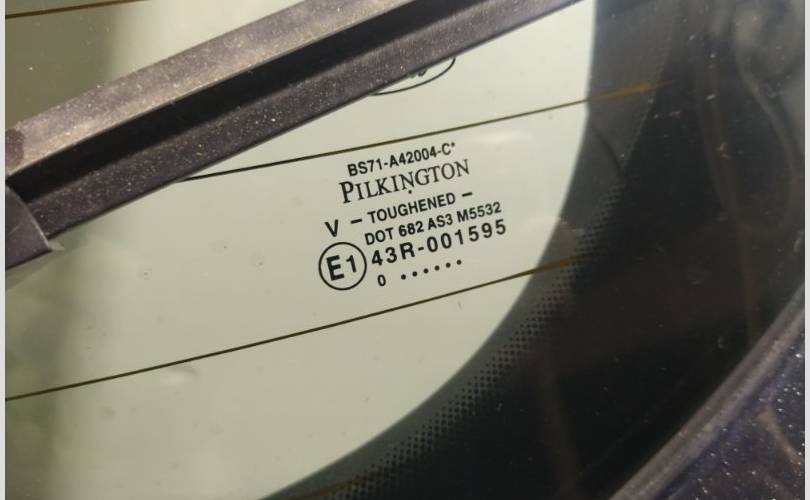 BS71-A42004-C*
PILKINGTON
V – TOUGHENED –
DOT 682 AS3 M5532
E1 43R-001595
0 ••••••